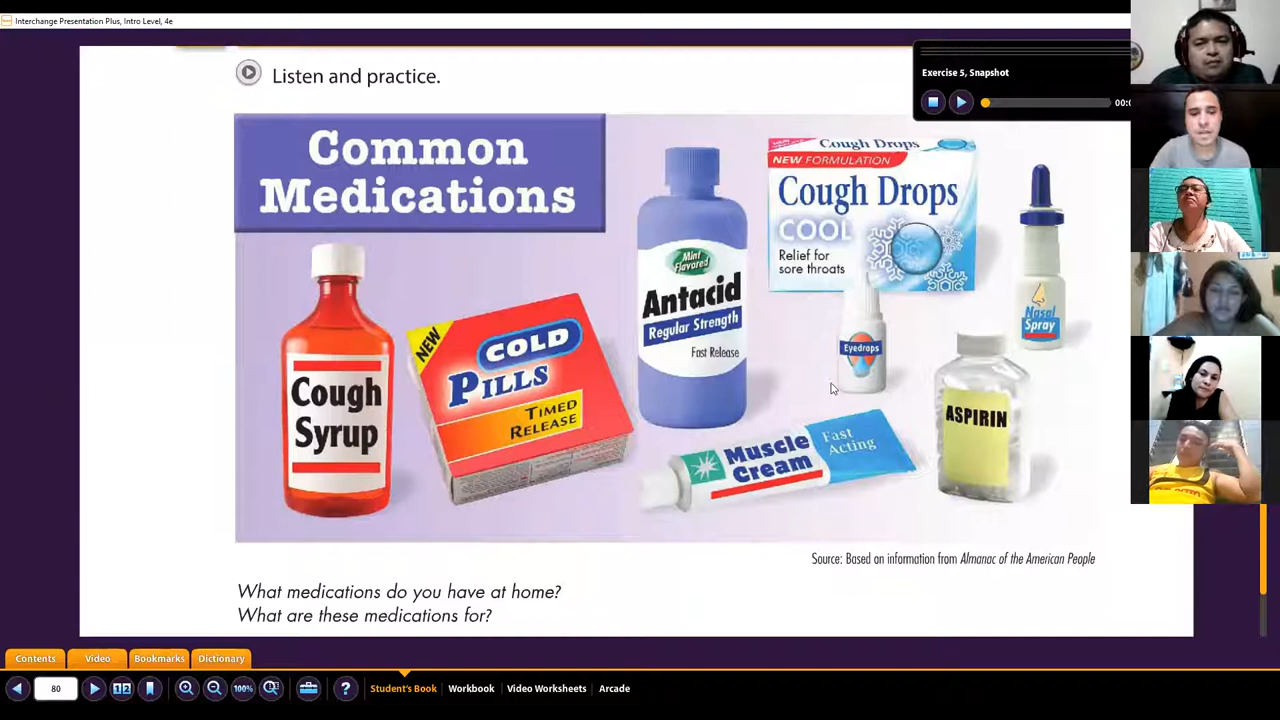 Interchange Presentation Plus, Intro Level, 4e
Listen and practice.
Exercise 5, Snapshot
Common
Medications
Cough
Syrup
NEW
COLD
PILLS
TIMED
RELEASE
Mint
Flavored
Antacid
Regular Strength
Fast Release
Cough Drops
NEW FORMULATION
Cough Drops
COOL
Relief for
sore throats
Eyedrops
Nasal
Spray
Muscle
Cream
Fast
Acting
ASPIRIN
Source: Based on information from Almanac of the American People
What medications do you have at home?
What are these medications for?
Contents
Video
Bookmarks
Dictionary
80
100%
Student's Book
Workbook
Video Worksheets
Arcade